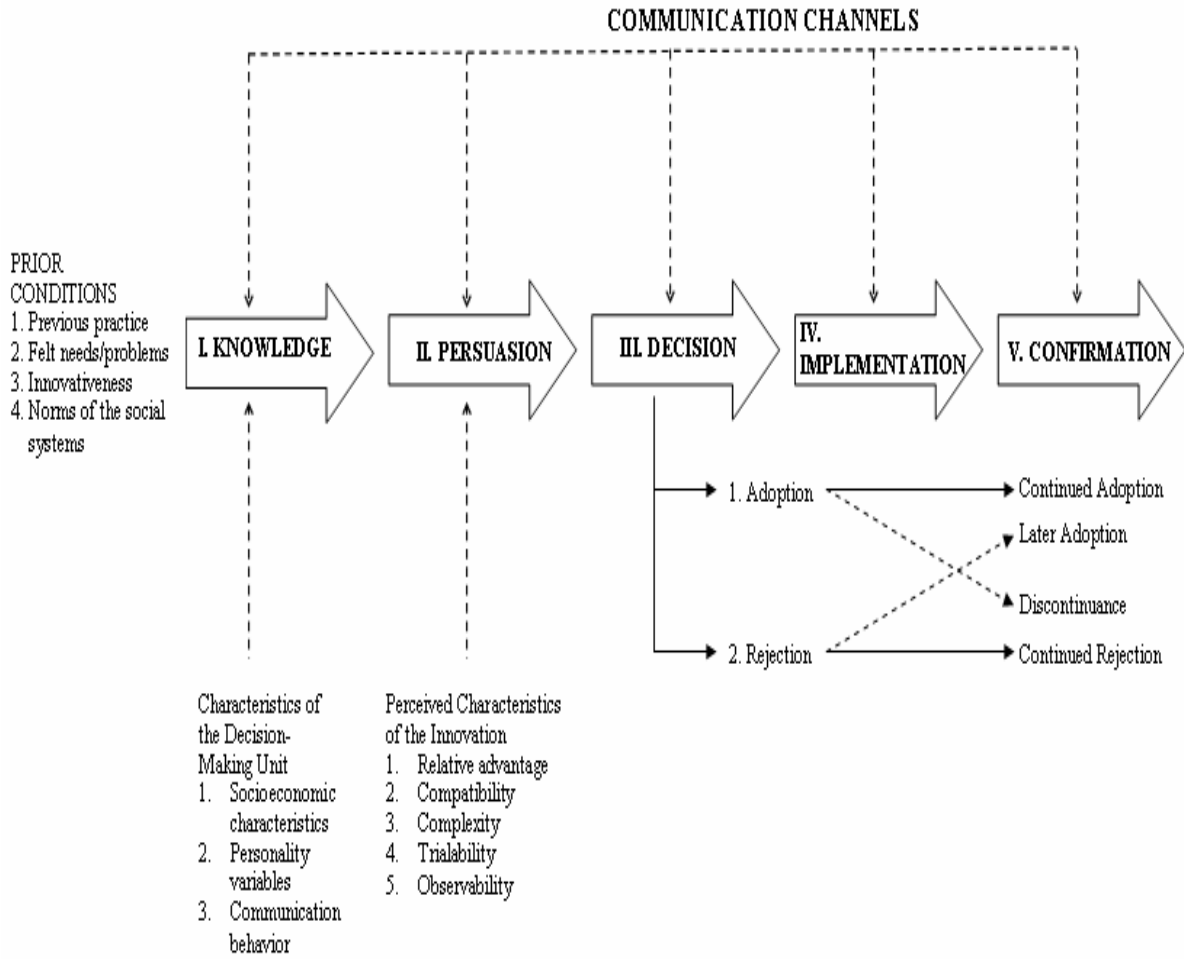 COMMUNICATION CHANNELS
PRIOR
CONDITIONS
1. Previous practice
2. Felt needs/problems
3. Innovativeness
4. Norms of the social
systems
I. KNOWLEDGE
II. PERSUASION
III. DECISION
IV.
IMPLEMENTATION
V. CONFIRMATION
1. Adoption
2. Rejection
Continued Adoption
Later Adoption
Discontinuance
Continued Rejection
Characteristics of
the Decision-
Making Unit
1. Socioeconomic
characteristics
2. Personality
variables
3. Communication
behavior
Perceived Characteristics
of the Innovation
1. Relative advantage
2. Compatibility
3. Complexity
4. Trialability
5. Observability